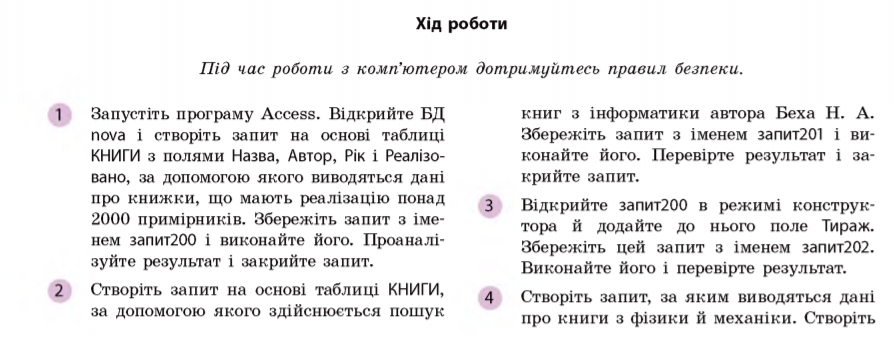 Хід роботи
Під час роботи з комп'ютером дотримуйтесь правил безпеки.
1 Запустіть програму Access. Відкрийте БД
nova і створіть запит на основі таблиці
КНИГИ з полями Назва, Автор, Рік і Реалізо-
вано, за допомогою якого виводяться дані
про книжки, що мають реалізацію понад
2000 примірників. Збережіть запит з іме-
нем запит200 і виконайте його. Проаналі-
зуйте результат і закрийте запит.
2 Створіть запит на основі таблиці КНИГИ,
за допомогою якого здійснюється пошук
книг з інформатики автора Беха Н. А.
Збережіть запит з іменем запит201 і ви-
конайте його. Перевірте результат і за-
крийте запит.
3 Відкрийте запит200 в режимі конструк-
тора й додайте до нього поле Тираж.
Збережіть цей запит з іменем запит202.
Виконайте його і перевірте результат.
4 Створіть запит, за яким виводяться дані
про книги з фізики й механіки. Створіть